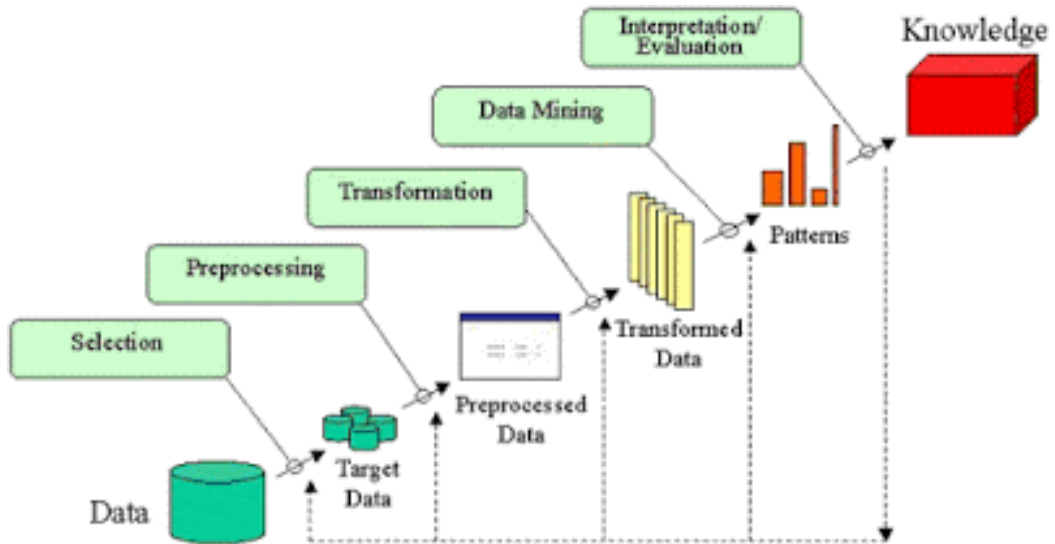 Interpretation/
Evaluation
Knowledge
Data Mining
Transformation
Patterns
Preprocessing
Transformed
Data
Selection
Preprocessed
Data
Target
Data
Data